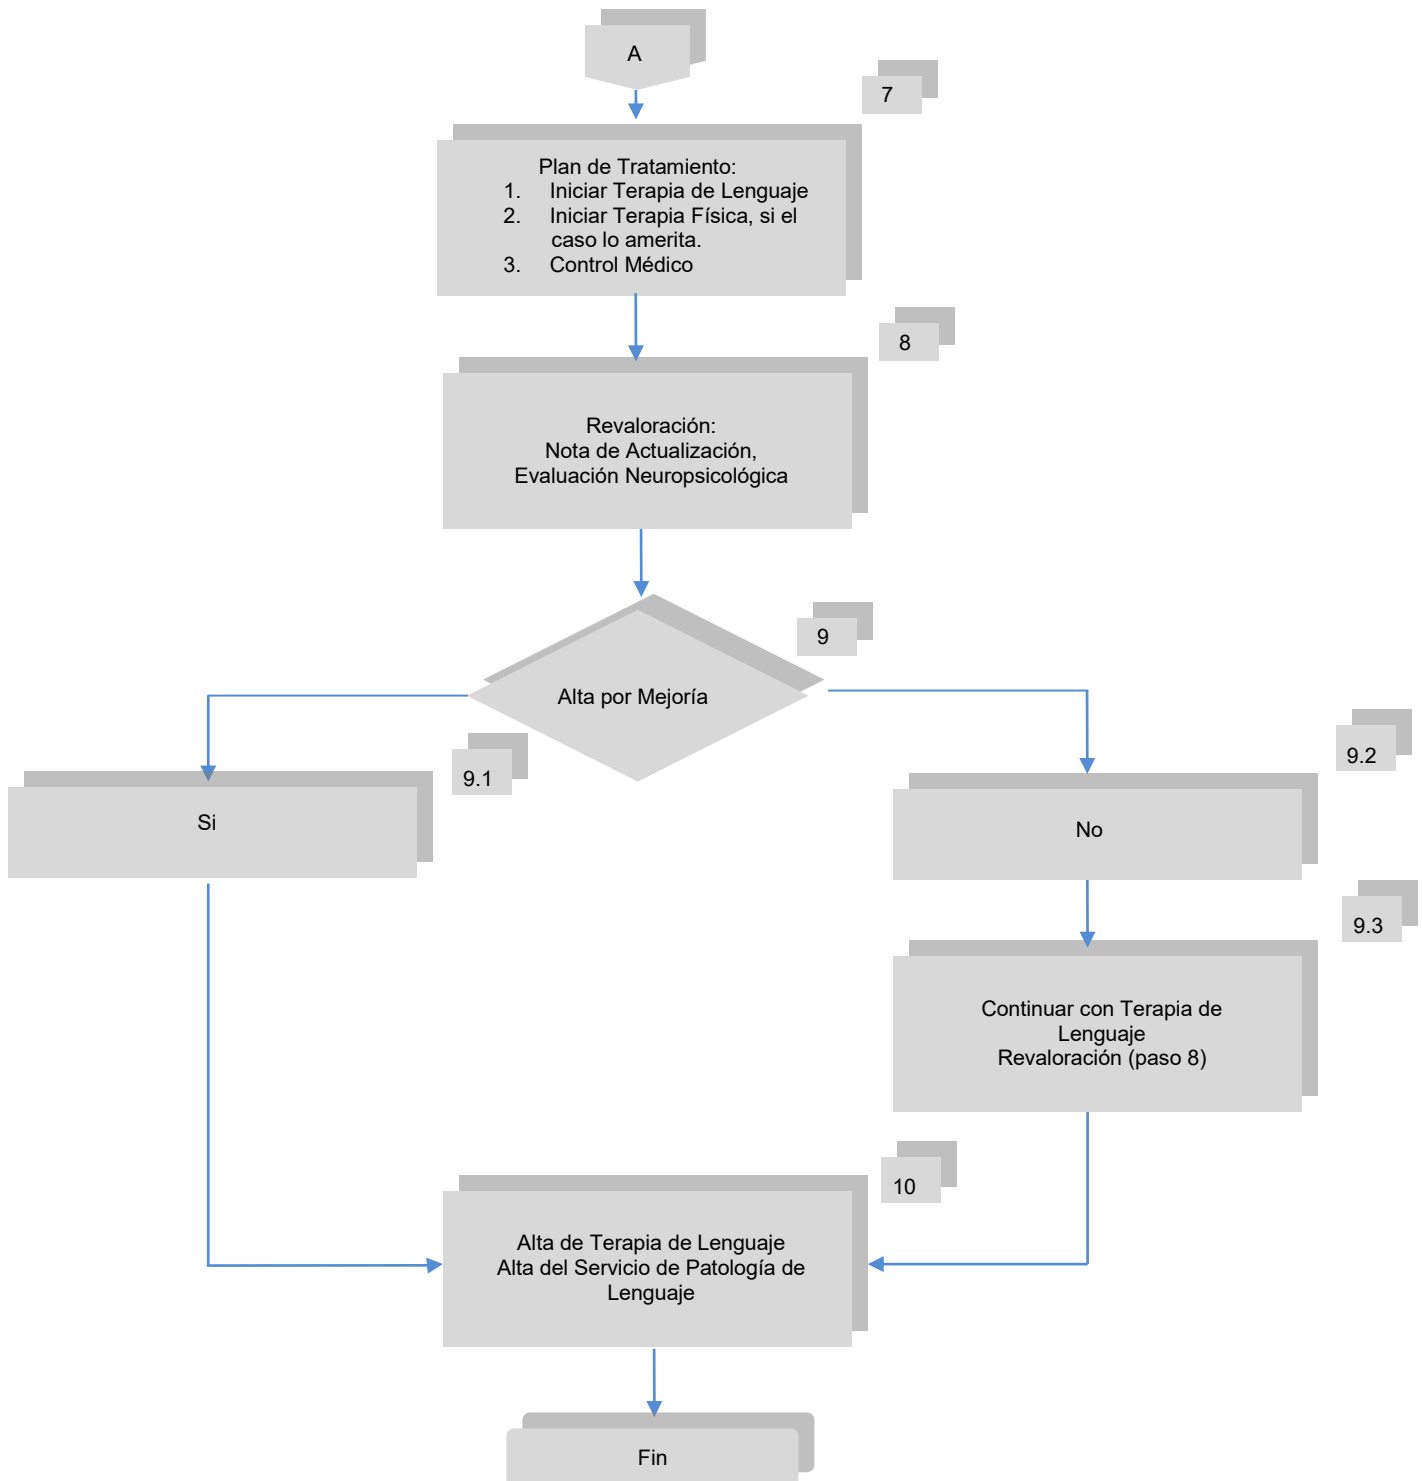 A
7
Plan de Tratamiento:
1. Iniciar Terapia de Lenguaje
2. Iniciar Terapia Física, si el
caso lo amerita.
3. Control Médico
8
Revaloración:
Nota de Actualización,
Evaluación Neuropsicológica
9
Alta por Mejoría
9.1
Si
9.2
No
9.3
Continuar con Terapia de
Lenguaje
Revaloración (paso 8)
10
Alta de Terapia de Lenguaje
Alta del Servicio de Patología de
Lenguaje
Fin